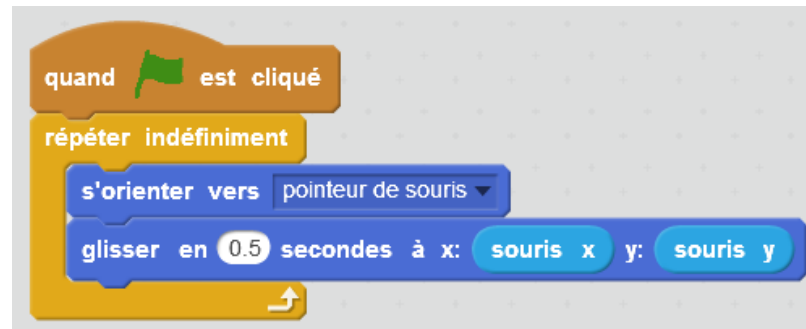 quand est cliqué
répéter indéfiniment
s'orienter vers pointeur de souris
glisser en 0.5 secondes à x: souris x y: souris y